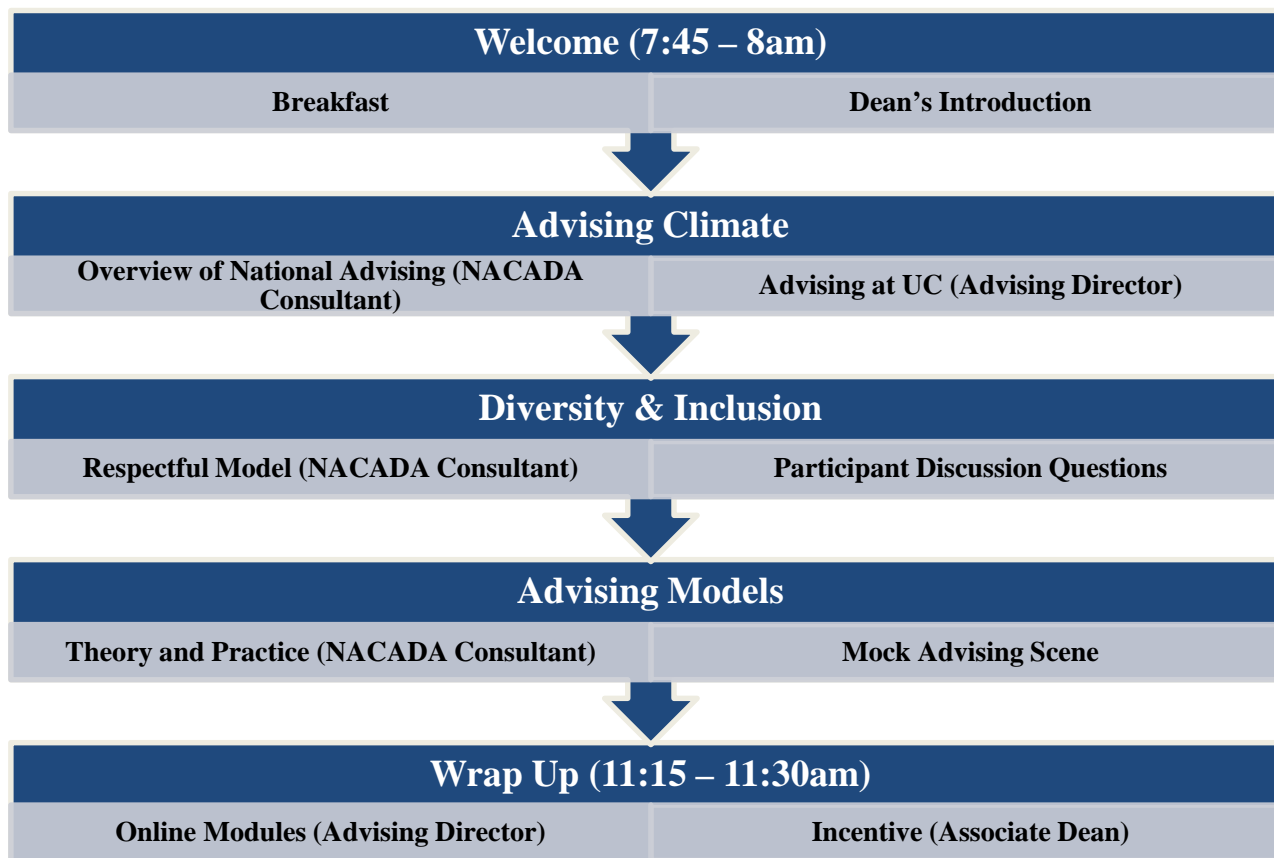 Welcome (7:45 – 8am)
Breakfast
Dean’s Introduction
Advising Climate
Overview of National Advising (NACADA
Consultant)
Advising at UC (Advising Director)
Diversity & Inclusion
Respectful Model (NACADA Consultant)
Participant Discussion Questions
Advising Models
Theory and Practice (NACADA Consultant)
Mock Advising Scene
Wrap Up (11:15 – 11:30am)
Online Modules (Advising Director)
Incentive (Associate Dean)